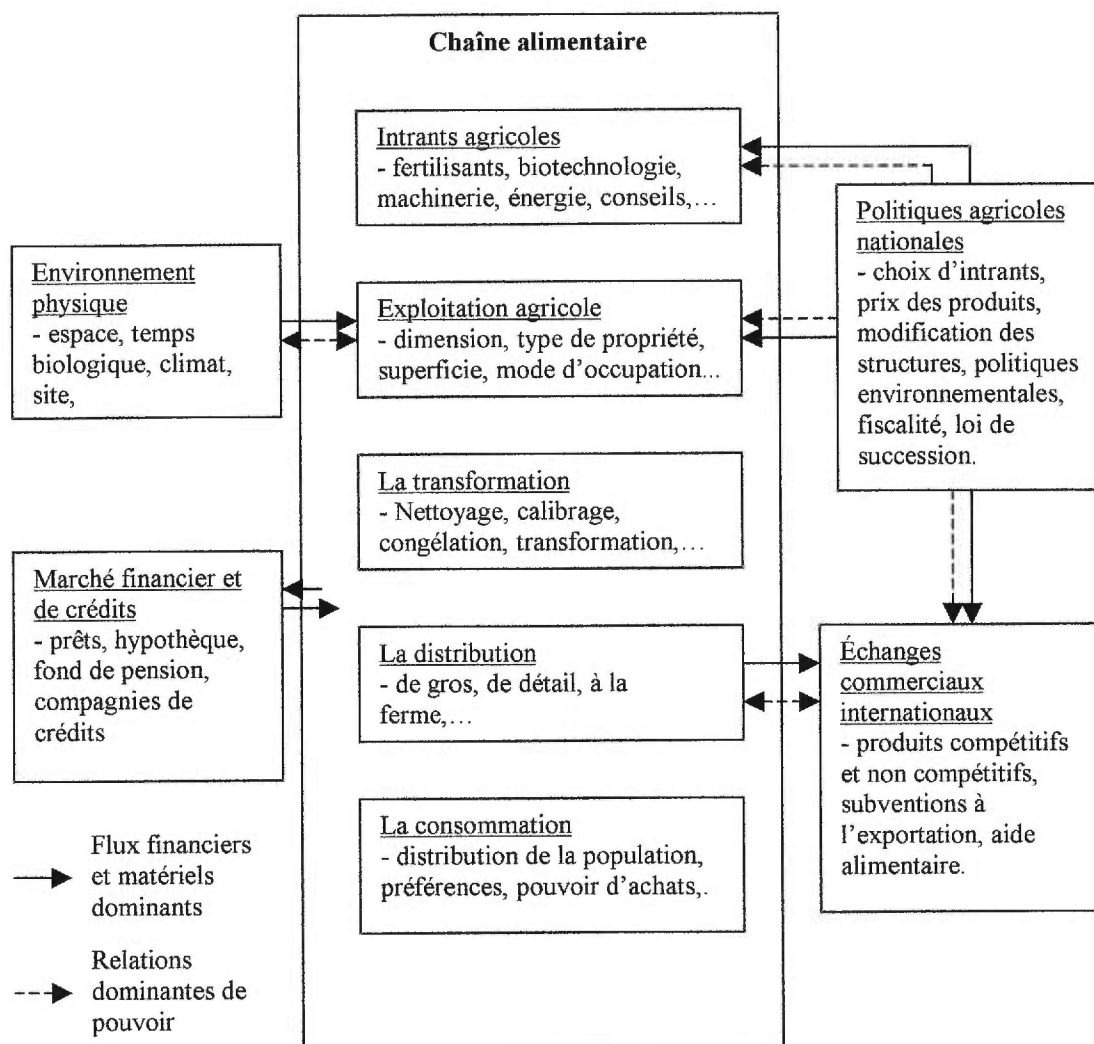 Chaîne alimentaire
Intrants agricoles
- fertilisants, biotechnologie,
machinerie, énergie, conseils,…
Politiques agricoles
nationales
- choix d'intrants,
prix des produits,
modification des
structures, politiques
environnementales,
fiscalité, loi de
succession.
Environnement
physique
- espace, temps
biologique, climat,
site,
Exploitation agricole
- dimension, type de propriété,
superficie, mode d'occupation...
La transformation
- Nettoyage, calibrage,
congélation, transformation,…
Marché financier et
de crédits
- prêts, hypothèque,
fond de pension,
compagnies de
crédits
La distribution
- de gros, de détail, à la
ferme,…
Échanges
commerciaux
internationaux
- produits compétitifs
et non compétitifs,
subventions à
l'exportation, aide
alimentaire.
La consommation
- distribution de la population,
préférences, pouvoir d'achats,.
Flux financiers
et matériels
dominants
Relations
dominantes de
pouvoir